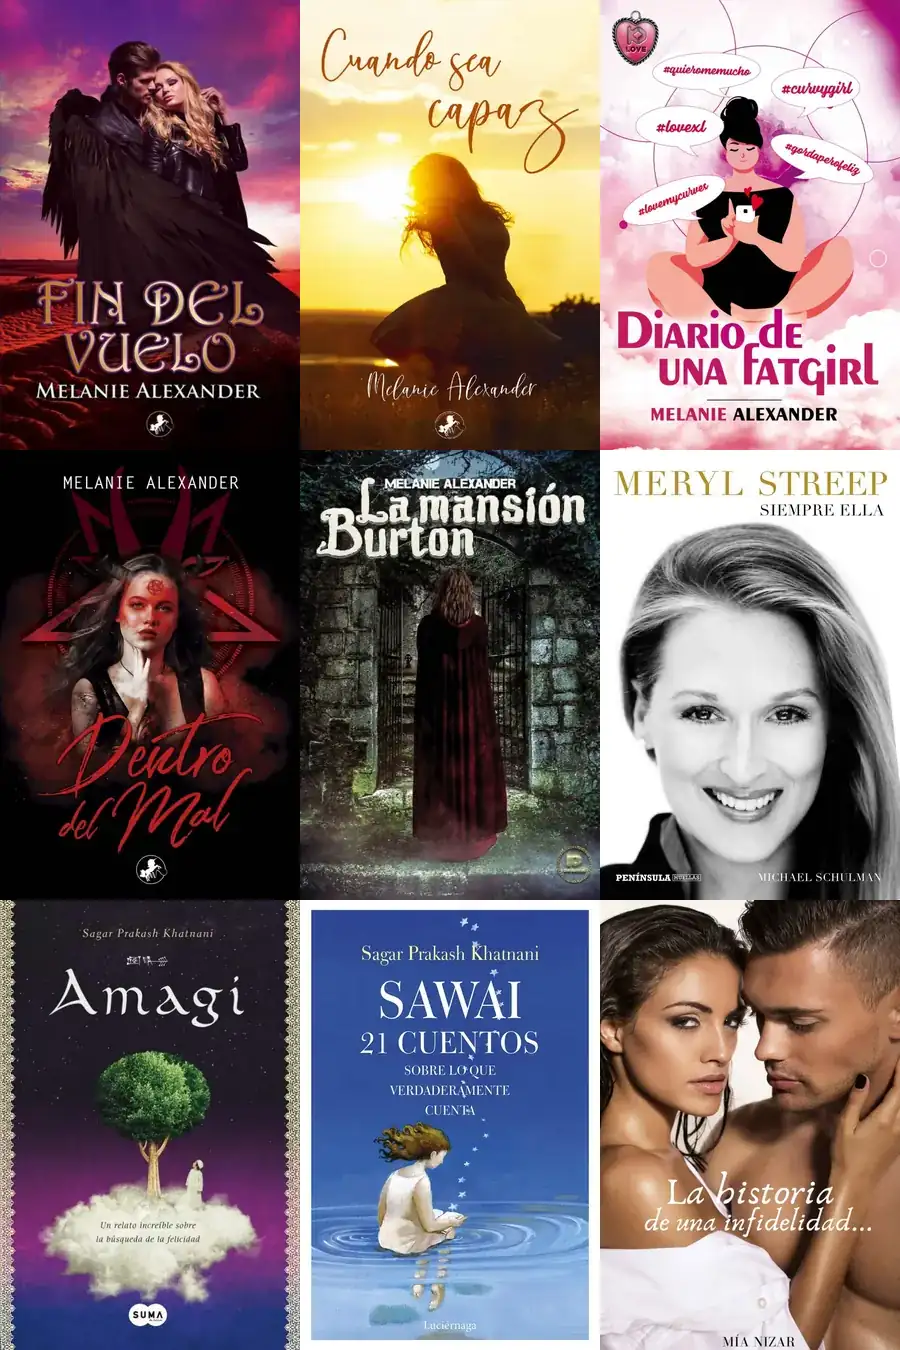 FIN DEL
VUELO
MELANIE ALEXANDER
Cuando sea
capaz
Melanie Alexander
LOVE
#quieromemucho
#curvygirl
#lovexl
#gordaperofeliz
#lovemycurves
DIARIO de
UNA FATGIRL
MELANIE ALEXANDER
MELANIE ALEXANDER
Dentro
del Mal
MELANIE ALEXANDER
La mansión
Burton
MERYL STREEP
SIEMPRE ELLA
PENÍNSULA HUELLAS
MICHAEL SCHULMAN
Sagar Prakash Khatnani
Amagi
Un relato increíble sobre
la búsqueda de la felicidad
SUMA
Sagar Prakash Khatnani
SAWAI
21 CUENTOS
SOBRE LO QUE
VERDADERAMENTE
CUENTA
Luciérnaga
La historia
de una infidelidad...
MÍA NIZAR